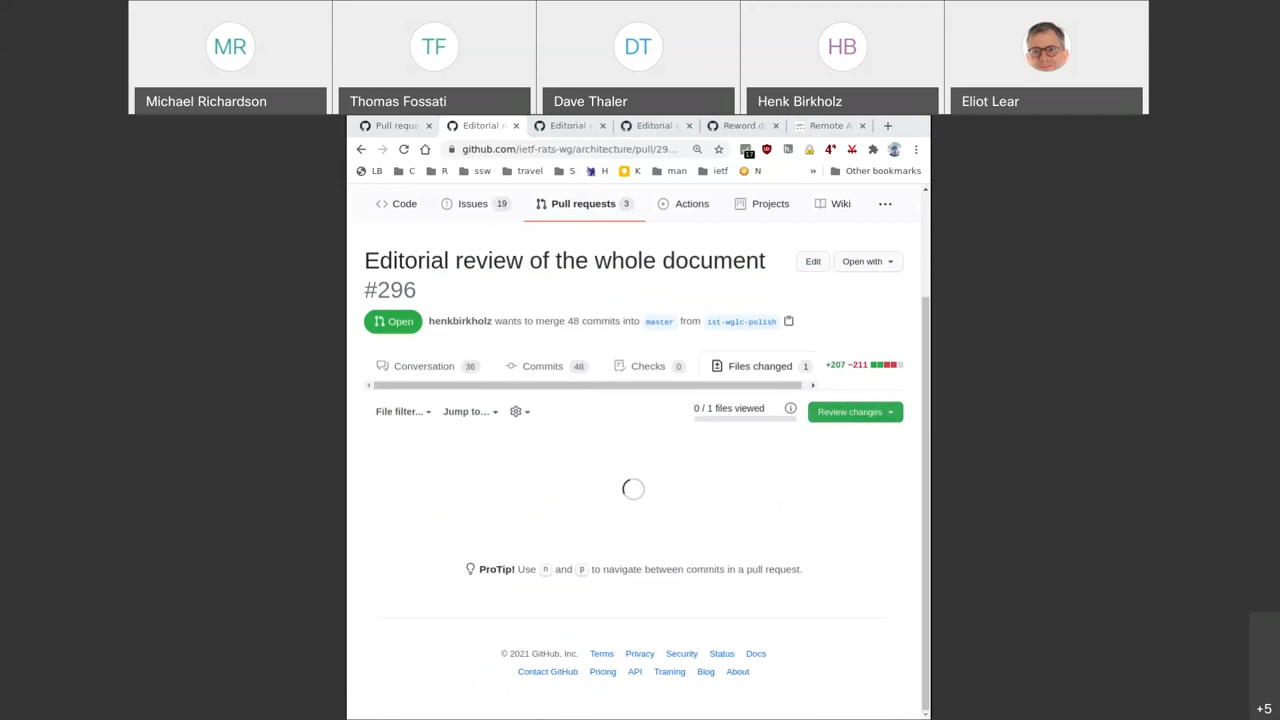 MR TF DT HB
Michael Richardson Thomas Fossati Dave Thaler Henk Birkholz Eliot Lear
Pull reque Editorial r Editorial Editorial c Reword d Remote A
github.com/ietf-rats-wg/architecture/pull/29... 17
LB C R ssw travel S H K man ietf N » Other bookmarks
Code Issues 19 Pull requests 3 Actions Projects Wiki
Editorial review of the whole document Edit Open with
#296
Open henkbirkholz wants to merge 48 commits into master from 1st-wglc-polish
Conversation 36 Commits 48 Checks 0 Files changed 1 +207 −211
File filter... Jump to... 0 / 1 files viewed Review changes
ProTip! Use n and p to navigate between commits in a pull request.
© 2021 GitHub, Inc. Terms Privacy Security Status Docs
Contact GitHub Pricing API Training Blog About
+5